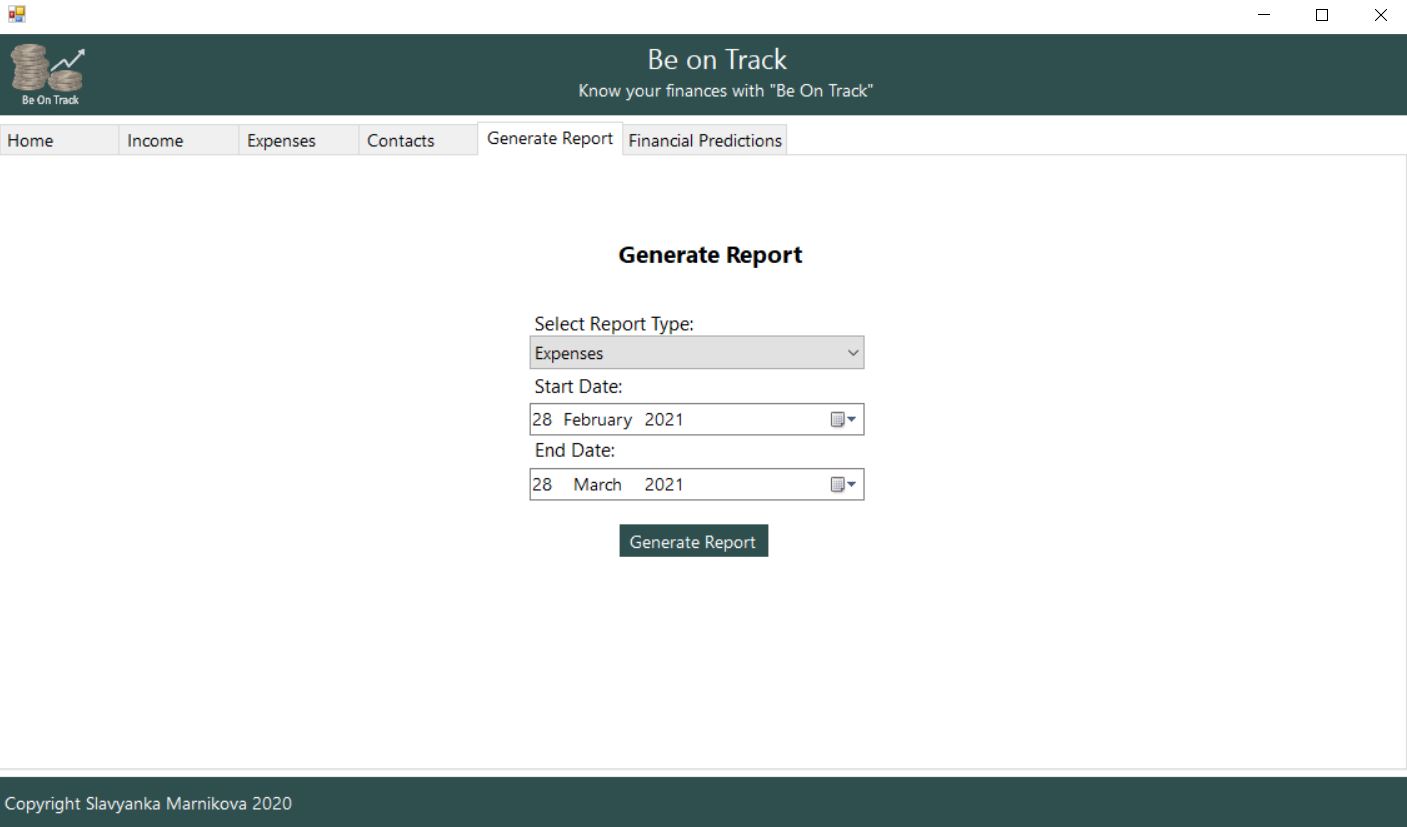 Be on Track
Know your finances with "Be On Track"
Be On Track
Home Income Expenses Contacts Generate Report Financial Predictions
Generate Report
Select Report Type:
Expenses
Start Date:
28 February 2021
End Date:
28 March 2021
Generate Report
Copyright Slavyanka Marnikova 2020